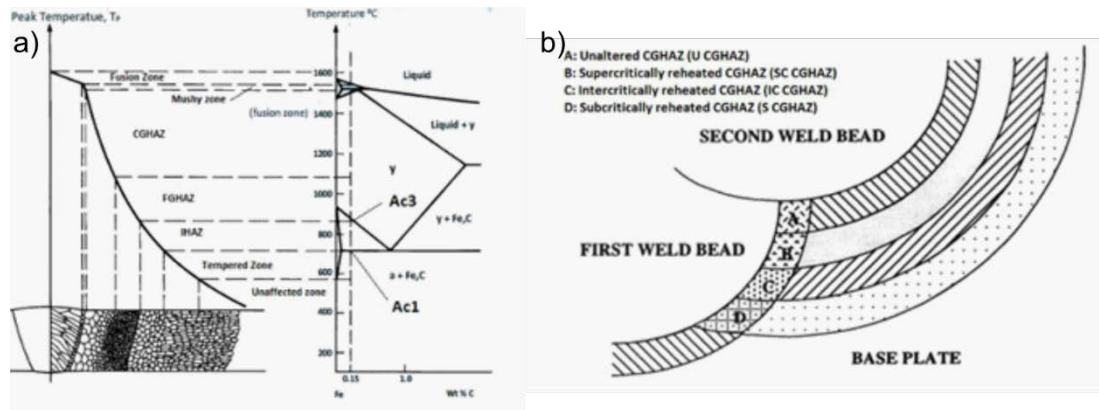 a)
Peak Temperatue, Tₚ
Fusion Zone
Mushy zone
(fusion zone)
CGHAZ
FGHAZ
IHAZ
Tempered Zone
Unaffected zone
Temperature ºC
1600
1400
1200
1000
800
600
400
200
Liquid
Liquid + γ
γ
Ac3
γ + Fe,C
a + Fe,C
Ac1
0.15
1.0
Fe
Wt % C
b)
A: Unaltered CGHAZ (U CGHAZ)
B: Supercritically reheated CGHAZ (SC CGHAZ)
C: Intercritically reheated CGHAZ (IC CGHAZ)
D: Subcritically reheated CGHAZ (S CGHAZ)
SECOND WELD BEAD
FIRST WELD BEAD
A
B
C
D
BASE PLATE